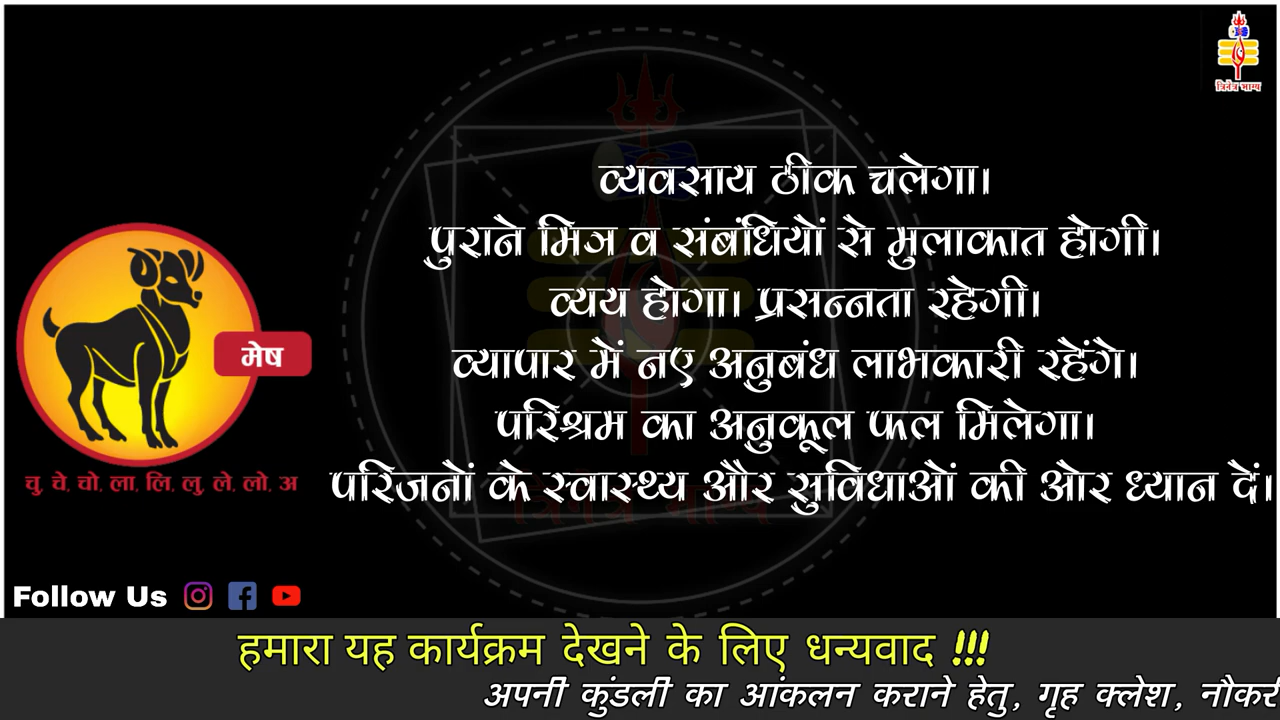 त्रिनेत्र भाग्य
व्यवसाय ठीक चलेगा।
पुराने मित्र व संबंधियों से मुलाकात होगी।
व्यय होगा। प्रसन्नता रहेगी।
व्यापार में नए अनुबंध लाभकारी रहेंगे।
परिश्रम का अनुकूल फल मिलेगा।
परिजनों के स्वास्थ्य और सुविधाओं की ओर ध्यान दें।
मेष
चु, चे, चो, ला, लि, लु, ले, लो, अ
त्रिनेत्र भाग्य
Follow Us
हमारा यह कार्यक्रम देखने के लिए धन्यवाद !!!
अपनी कुंडली का आंकलन कराने हेतु, गृह क्लेश, नौकरी